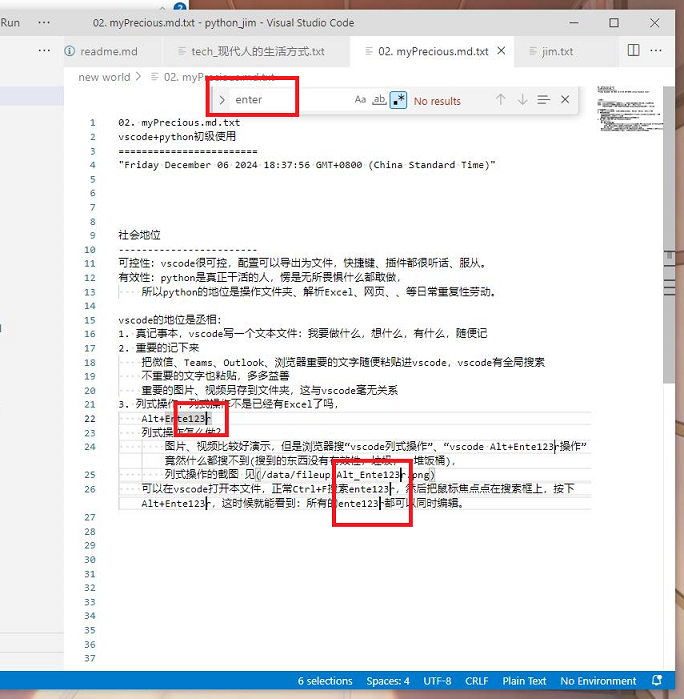 Run ··· 02. myPrecious.md.txt - python_jim - Visual Studio Code
··· readme.md tech_现代人的生活方式.txt 02. myPrecious.md.txt jim.txt ···
new world > 02. myPrecious.md.txt
enter Aa ab .* No results
1 02. myPrecious.md.txt
2 vscode+python初级使用
3 ========================
4 "Friday December 06 2024 18:37:56 GMT+0800 (China Standard Time)"
5
6
7
8
9 社会地位
10 ------------------------
11 可控性: vscode很可控，配置可以导出为文件，快捷键、插件都很听话、服从。
12 有效性: python是真正干活的人，愣是无所畏惧什么都敢做，
13 所以python的地位是操作文件夹、解析Excel、网页、、等日常重复性劳动。
14
15 vscode的地位是丞相:
16 1. 真记事本，vscode写一个文本文件: 我要做什么，想什么，有什么，随便记
17 2. 重要的记下来
18 把微信、Teams、Outlook、浏览器重要的文字随便粘贴进vscode，vscode有全局搜索
19 不重要的文字也粘贴，多多益善
20 重要的图片、视频另存到文件夹，这与vscode毫无关系
21 3. 列式操作，列式操作不是已经有Excel了吗，
22 Alt+Ente123r
23 列式操作怎么做?
24 图片、视频比较好演示，但是浏览器搜“vscode列式操作”、“vscode Alt+Ente123r操作”
竟然什么都搜不到(搜到的东西没有有效性，垃圾，一堆饭桶)，
25 列式操作的截图 见(/data/fileup/Alt_Ente123r.png)
26 可以在vscode打开本文件，正常Ctrl+F搜索ente123r，然后把鼠标焦点点在搜索框上，按下
Alt+Ente123r，这时候就能看到: 所有的ente123r都可以同时编辑。
27
28
29
30
31
32
33
34
35
36
37
6 selections Spaces: 4 UTF-8 CRLF Plain Text No Environment